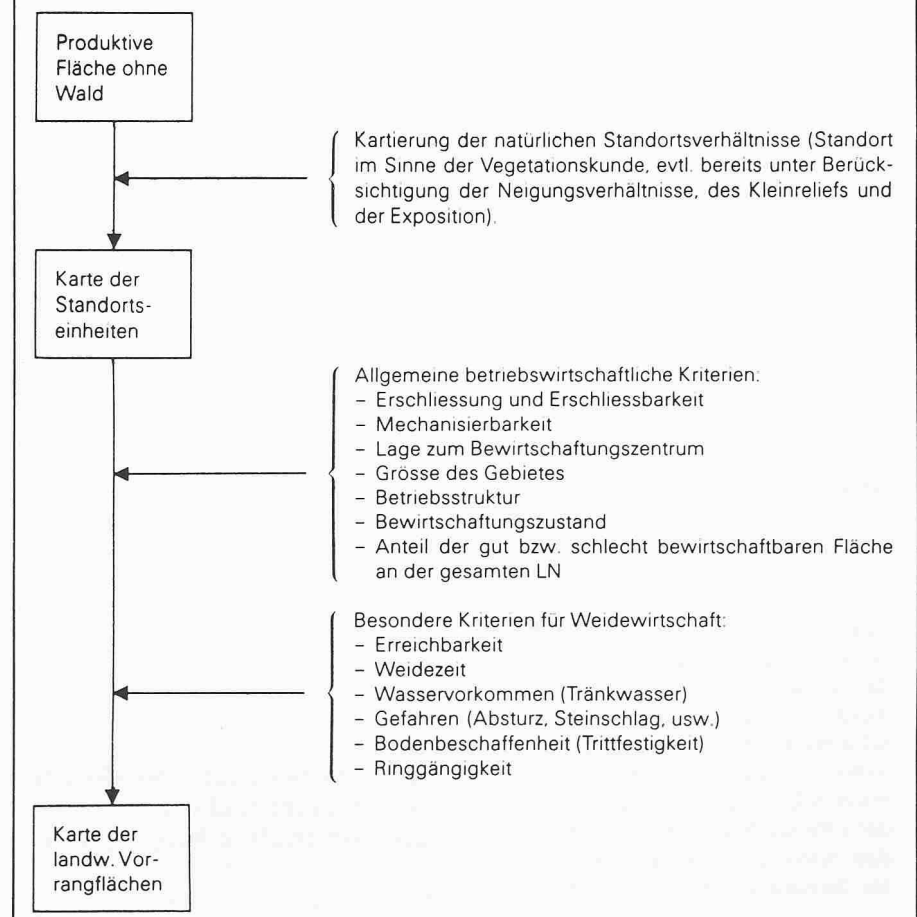 Produktive
Fläche ohne
Wald
Kartierung der natürlichen Standortsverhältnisse (Standort
im Sinne der Vegetationskunde, evtl. bereits unter Berück-
sichtigung der Neigungsverhältnisse, des Kleinreliefs und
der Exposition).
Karte der
Standorts-
einheiten
Allgemeine betriebswirtschaftliche Kriterien:
– Erschliessung und Erschliessbarkeit
– Mechanisierbarkeit
– Lage zum Bewirtschaftungszentrum
– Grösse des Gebietes
– Betriebsstruktur
– Bewirtschaftungszustand
– Anteil der gut bzw. schlecht bewirtschaftbaren Fläche
an der gesamten LN
Besondere Kriterien für Weidewirtschaft:
– Erreichbarkeit
– Weidezeit
– Wasservorkommen (Tränkwasser)
– Gefahren (Absturz, Steinschlag, usw.)
– Bodenbeschaffenheit (Trittfestigkeit)
– Ringgängigkeit
Karte der
landw. Vor-
rangflächen